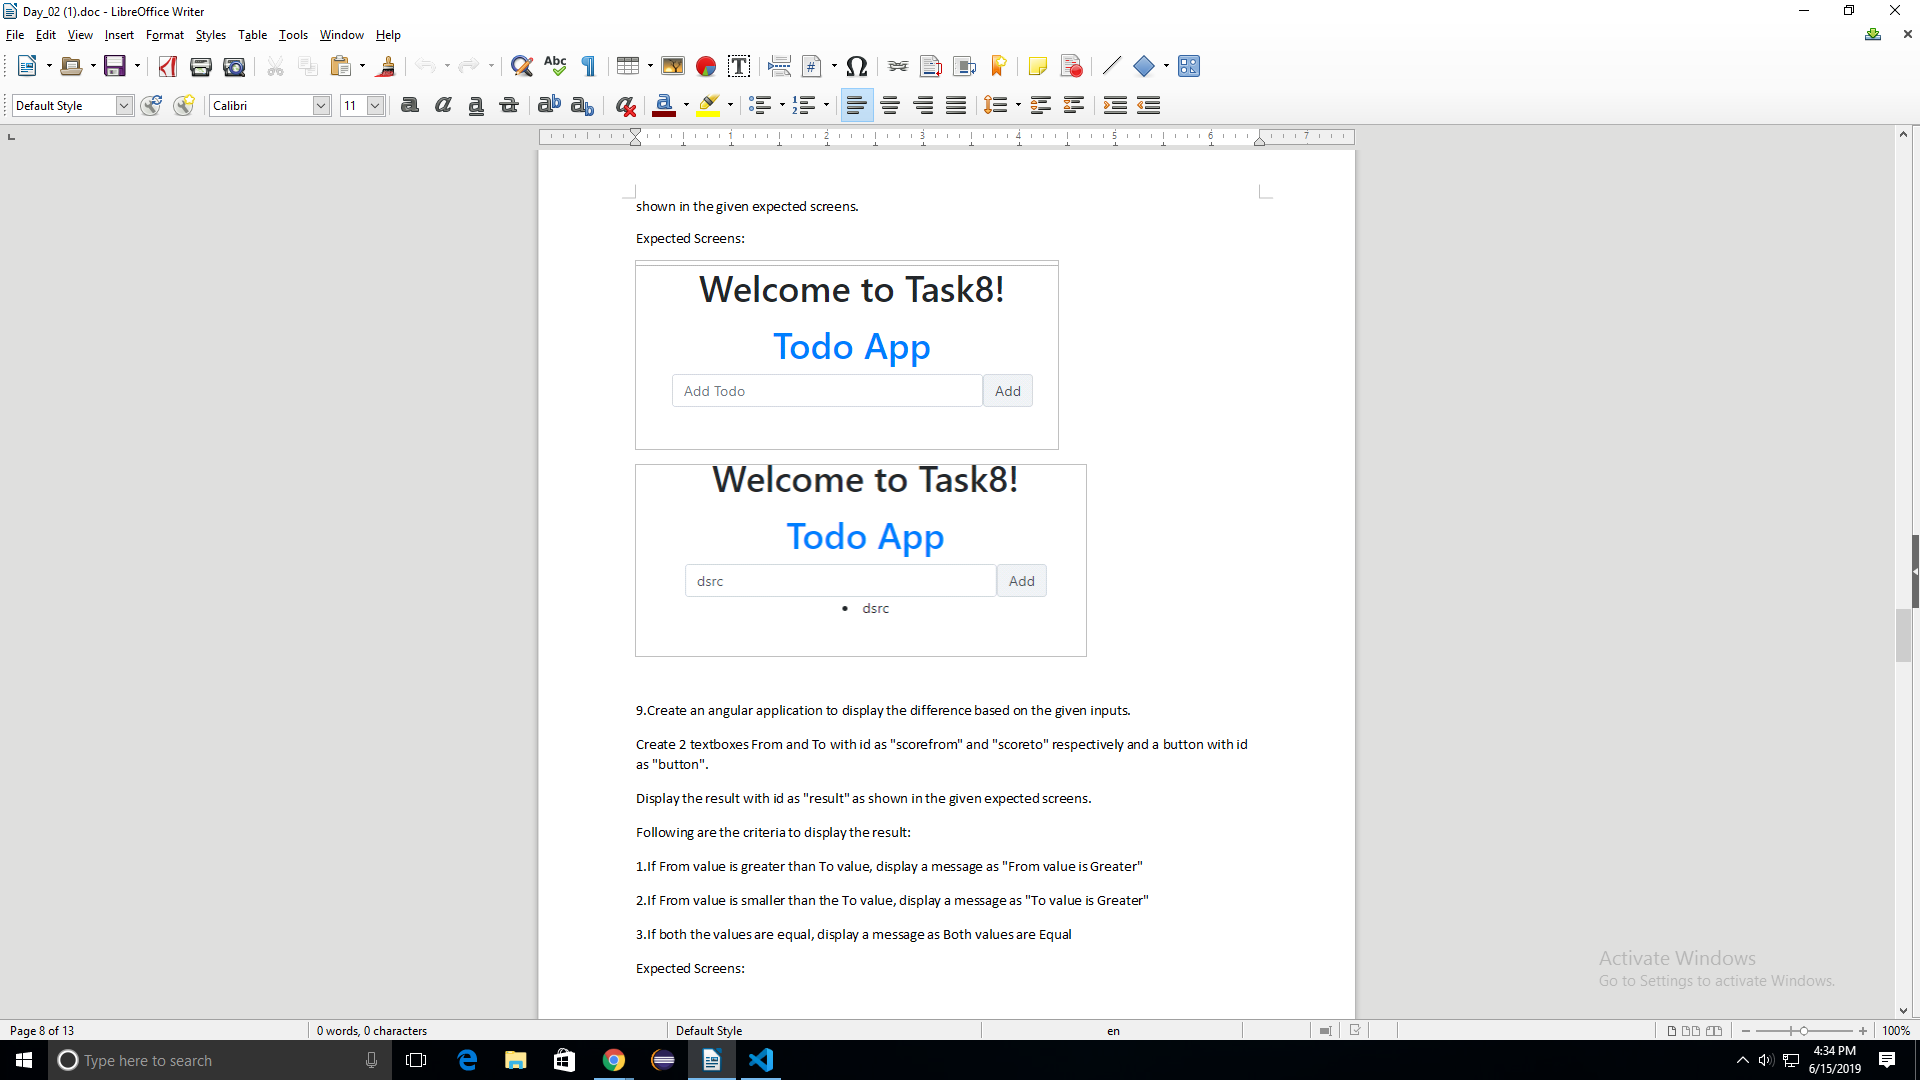 Day_02 (1).doc - LibreOffice Writer
File Edit View Insert Format Styles Table Tools Window Help
Abc
Default Style Calibri 11
1 2 3 4 5 6 7
shown in the given expected screens.
Expected Screens:
Welcome to Task8!
Todo App
Add Todo Add
Welcome to Task8!
Todo App
dsrc Add
• dsrc
9.Create an angular application to display the difference based on the given inputs.
Create 2 textboxes From and To with id as "scorefrom" and "scoreto" respectively and a button with id
as "button".
Display the result with id as "result" as shown in the given expected screens.
Following are the criteria to display the result:
1.If From value is greater than To value, display a message as "From value is Greater"
2.If From value is smaller than the To value, display a message as "To value is Greater"
3.If both the values are equal, display a message as Both values are Equal
Expected Screens:
Activate Windows
Go to Settings to activate Windows.
Page 8 of 13 0 words, 0 characters Default Style en 100%
Type here to search
4:34 PM
6/15/2019